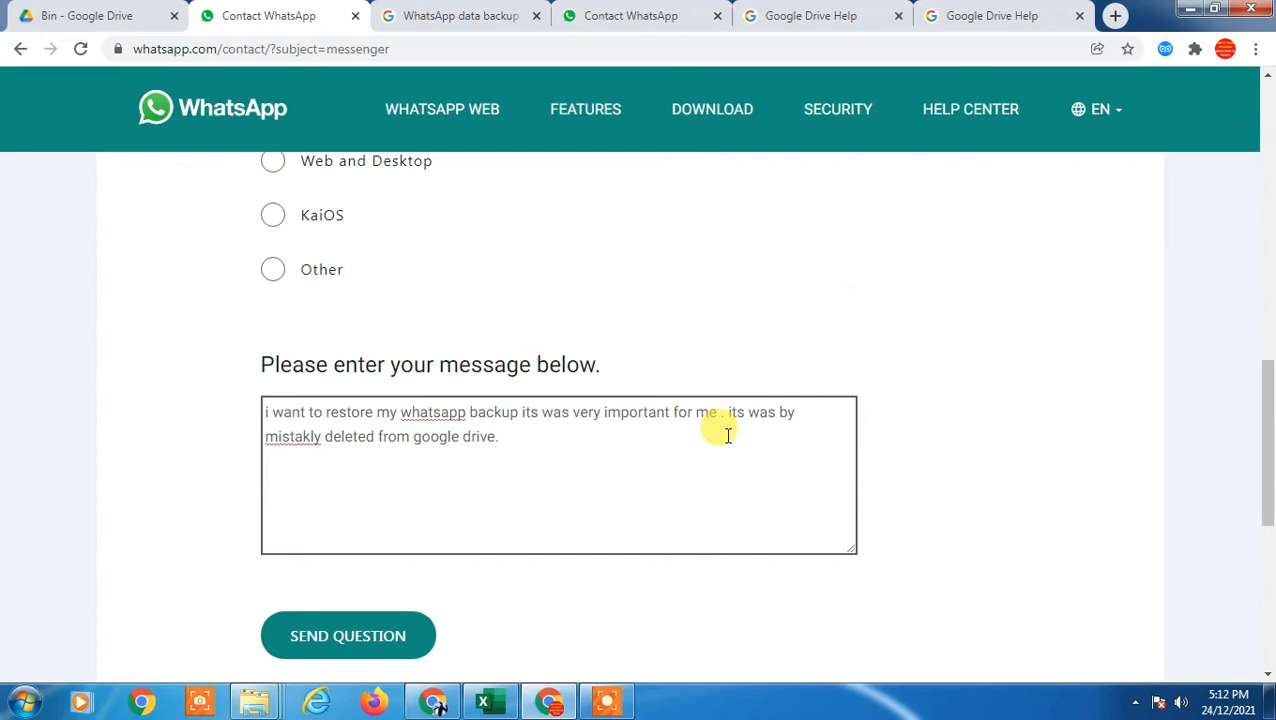 Bin - Google Drive
Contact WhatsApp
WhatsApp data backup
Contact WhatsApp
Google Drive Help
Google Drive Help
whatsapp.com/contact/?subject=messenger
WhatsApp
WHATSAPP WEB
FEATURES
DOWNLOAD
SECURITY
HELP CENTER
EN
Web and Desktop
KaiOS
Other
Please enter your message below.
i want to restore my whatsapp backup its was very important for me . its was by
mistakly deleted from google drive.
SEND QUESTION
5:12 PM
24/12/2021